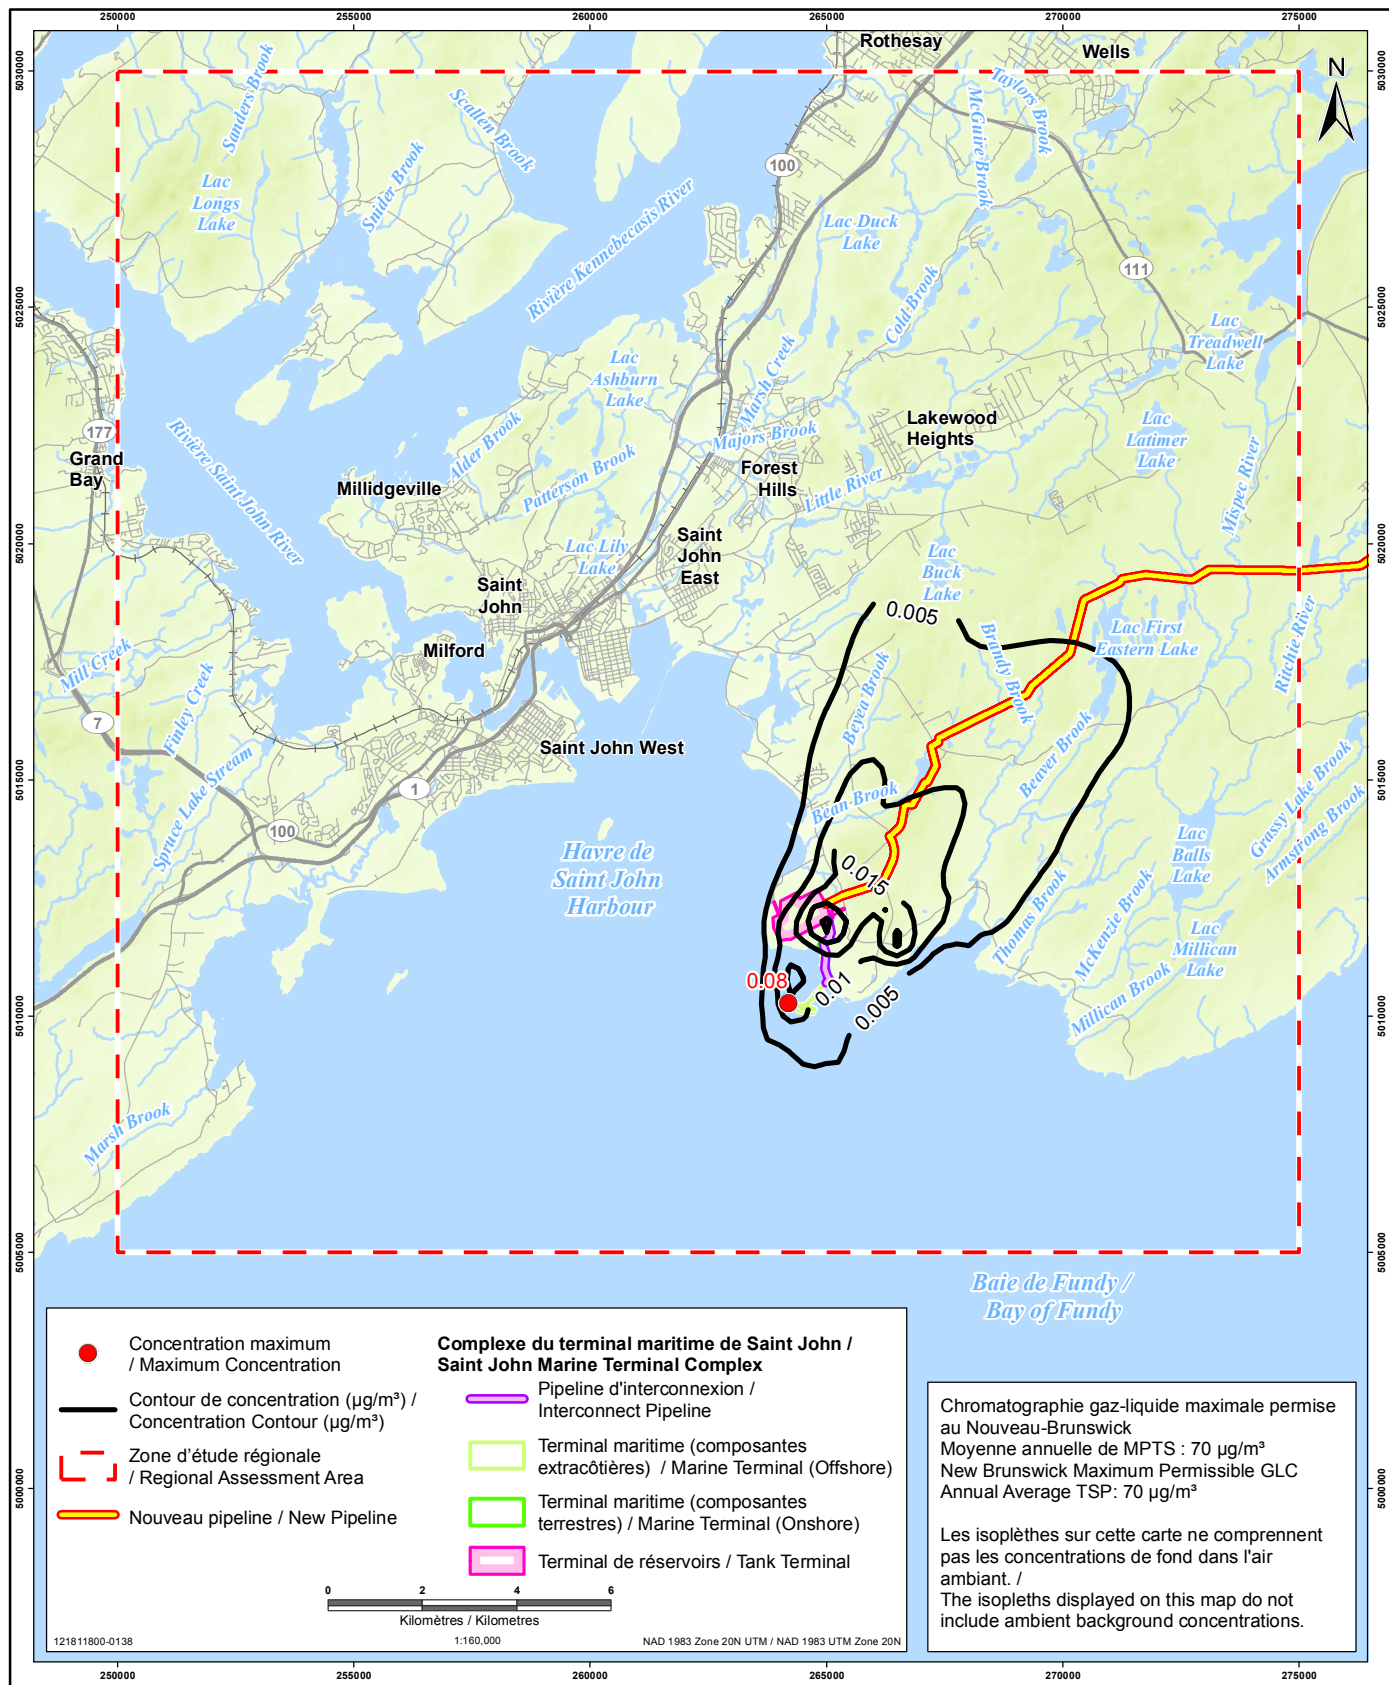 250000
255000
260000
265000
270000
275000
5030000
5025000
5020000
5015000
5010000
5005000
5000000
5030000
5025000
5020000
5015000
5010000
5005000
5000000
N
Rothesay
Wells
Sanders Brook
Scallen Brook
Snider Brook
Taylors Brook
McGuire Brook
100
Lac
Longs
Lake
Rivière Kennebecasis River
Lac Duck
Lake
111
Cold Brook
Lac
Treadwell
Lake
Lac
Ashburn
Lake
Marsh Creek
Lakewood
Heights
Lac
Latimer
Lake
177
Grand
Bay
Rivière Saint John River
Alder Brook
Majors Brook
Forest
Hills
Millidgeville
Patterson Brook
Little River
Mispec River
Saint
John
East
Lac Lily
Lake
Lac
Buck
Lake
Saint
John
0.005
Lac First
Eastern Lake
Brandy Brook
Ritchie River
Milford
Mill Creek
Finley Creek
Beyea Brook
7
Saint John West
Beaver Brook
Spruce Lake Stream
1
Bean Brook
Grassy Lake Brook
Armstrong Brook
100
Havre de
Saint John
Harbour
Lac
Balls
Lake
0.015
Thomas Brook
McKenzie Brook
Lac
Millican
Lake
0.08
0.01
0.005
Millican Brook
Marsh Brook
Baie de Fundy /
Bay of Fundy
Concentration maximum
/ Maximum Concentration
Contour de concentration (µg/m³) /
Concentration Contour (µg/m³)
Zone d'étude régionale
/ Regional Assessment Area
Nouveau pipeline / New Pipeline
Complexe du terminal maritime de Saint John /
Saint John Marine Terminal Complex
Pipeline d'interconnexion /
Interconnect Pipeline
Terminal maritime (composantes
extracôtières) / Marine Terminal (Offshore)
Terminal maritime (composantes
terrestres) / Marine Terminal (Onshore)
Terminal de réservoirs / Tank Terminal
0 2 4 6
Kilomètres / Kilometres
121811800-0138
1:160,000
NAD 1983 Zone 20N UTM / NAD 1983 UTM Zone 20N
Chromatographie gaz-liquide maximale permise
au Nouveau-Brunswick
Moyenne annuelle de MPTS : 70 µg/m³
New Brunswick Maximum Permissible GLC
Annual Average TSP: 70 µg/m³
Les isoplèthes sur cette carte ne comprennent
pas les concentrations de fond dans l'air
ambiant. /
The isopleths displayed on this map do not
include ambient background concentrations.
250000
255000
260000
265000
270000
275000